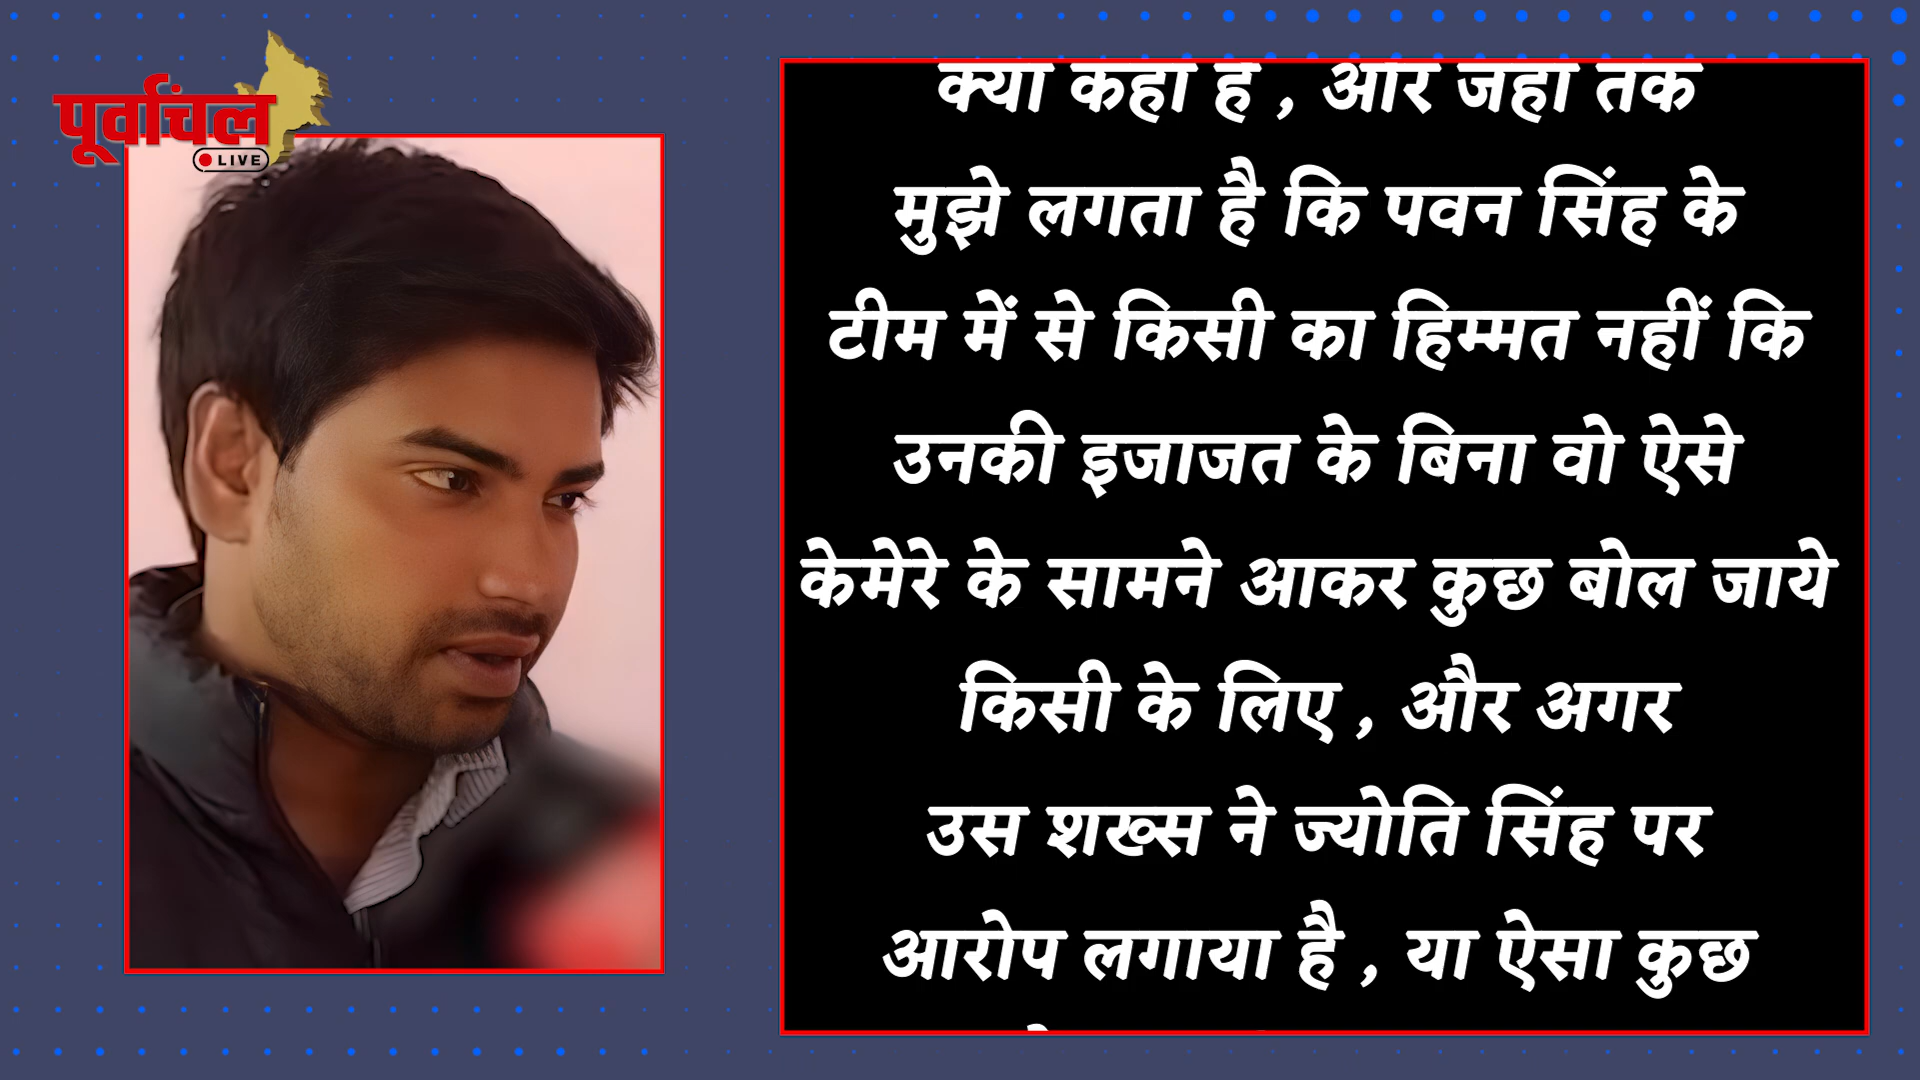 पूर्वांचल
LIVE
क्या कहा है , और जहां तक
मुझे लगता है कि पवन सिंह के
टीम में से किसी का हिम्मत नहीं कि
उनकी इजाजत के बिना वो ऐसे
केमेरे के सामने आकर कुछ बोल जाये
किसी के लिए , और अगर
उस शख्स ने ज्योति सिंह पर
आरोप लगाया है , या ऐसा कुछ